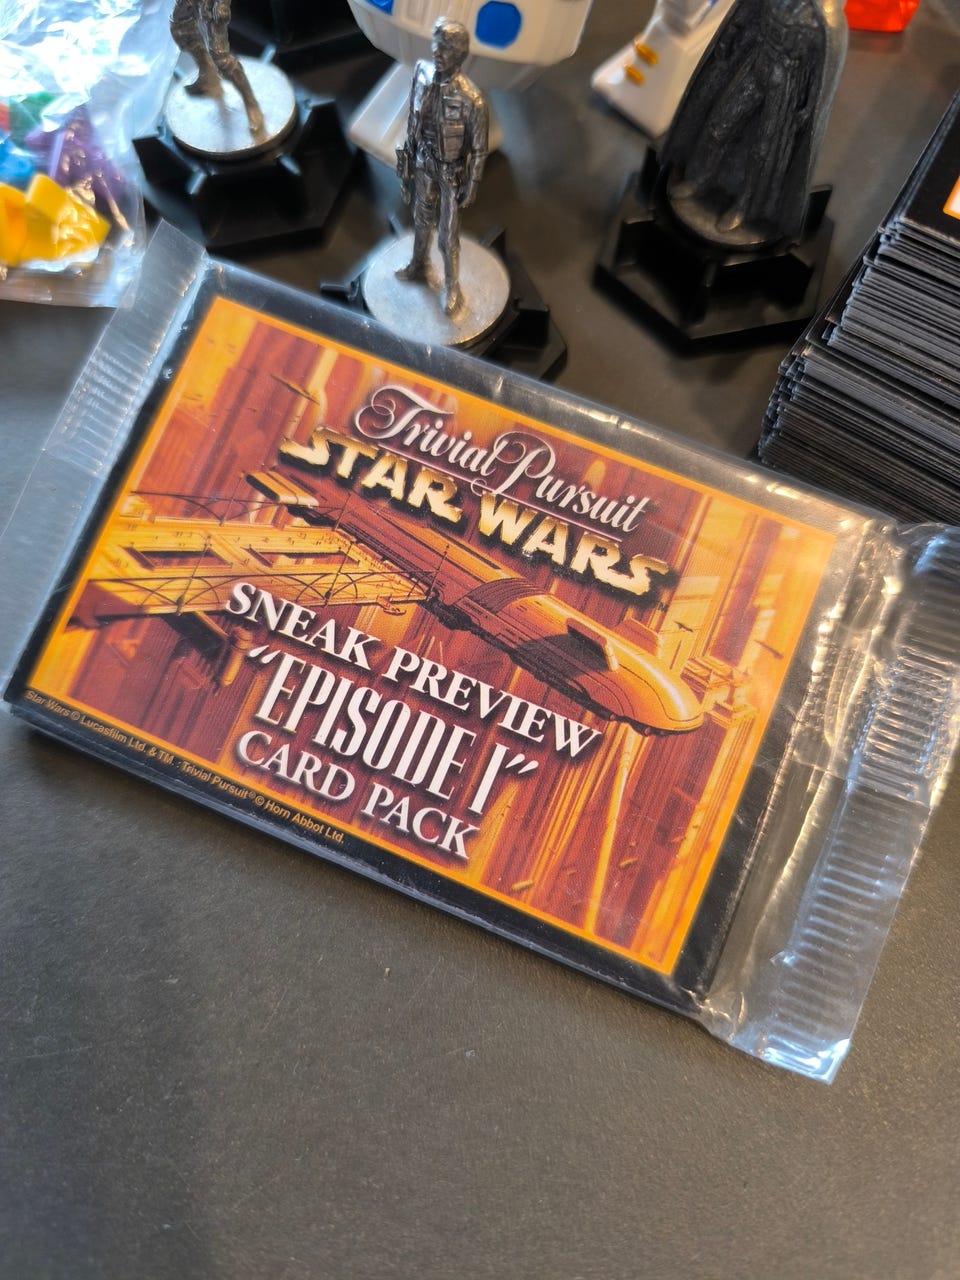 Trivial Pursuit
STAR WARS
SNEAK PREVIEW
"EPISODE I"
CARD PACK
Star Wars © Lucasfilm Ltd. & TM. Trivial Pursuit® © Horn Abbot Ltd.